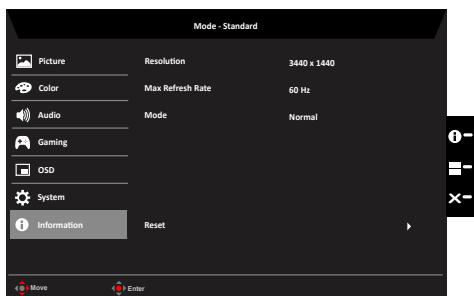 Mode - Standard
Picture
Resolution 3440 x 1440
Color
Max Refresh Rate 60 Hz
Audio
Mode Normal
Gaming
OSD
System
Information
Reset
Move Enter